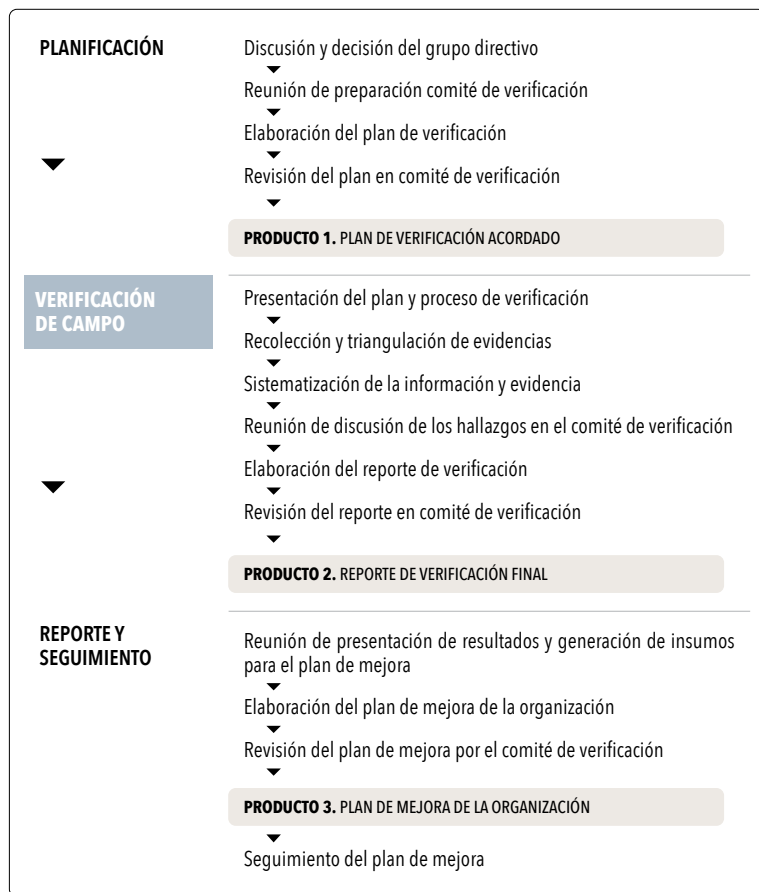 PLANIFICACIÓN
Discusión y decisión del grupo directivo
Reunión de preparación comité de verificación
Elaboración del plan de verificación
Revisión del plan en comité de verificación
PRODUCTO 1. PLAN DE VERIFICACIÓN ACORDADO
VERIFICACIÓN
DE CAMPO
Presentación del plan y proceso de verificación
Recolección y triangulación de evidencias
Sistematización de la información y evidencia
Reunión de discusión de los hallazgos en el comité de verificación
Elaboración del reporte de verificación
Revisión del reporte en comité de verificación
PRODUCTO 2. REPORTE DE VERIFICACIÓN FINAL
REPORTE Y
SEGUIMIENTO
Reunión de presentación de resultados y generación de insumos
para el plan de mejora
Elaboración del plan de mejora de la organización
Revisión del plan de mejora por el comité de verificación
PRODUCTO 3. PLAN DE MEJORA DE LA ORGANIZACIÓN
Seguimiento del plan de mejora